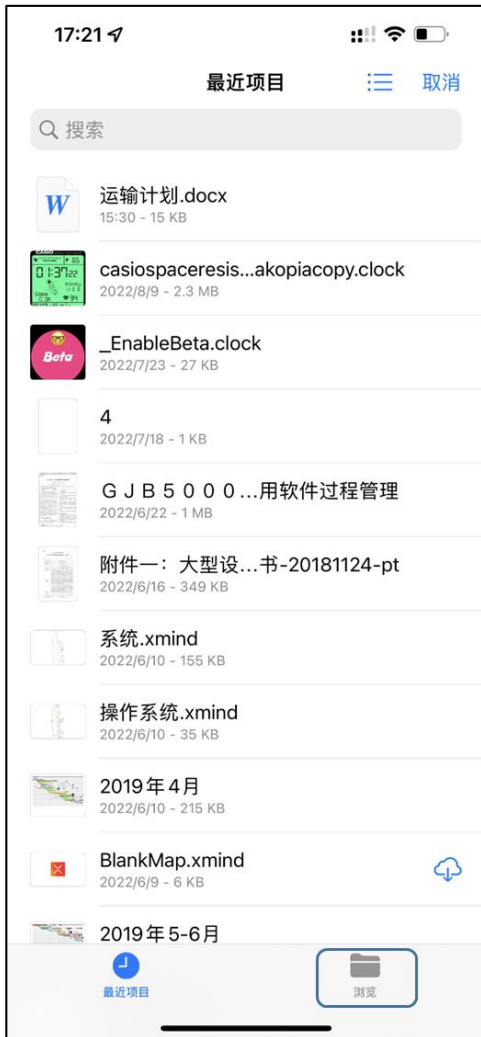 17:21
最近项目
取消
搜索
运输计划.docx
15:30 - 15 KB
casiospaceresis...akopiacopy.clock
2022/8/9 - 2.3 MB
Beta
_EnableBeta.clock
2022/7/23 - 27 KB
4
2022/7/18 - 1 KB
ＧＪＢ５０００...用软件过程管理
2022/6/22 - 1 MB
附件一：大型设...书-20181124-pt
2022/6/16 - 349 KB
系统.xmind
2022/6/10 - 155 KB
操作系统.xmind
2022/6/10 - 35 KB
2019年4月
2022/6/10 - 215 KB
BlankMap.xmind
2022/6/9 - 6 KB
2019年5-6月
最近项目
浏览